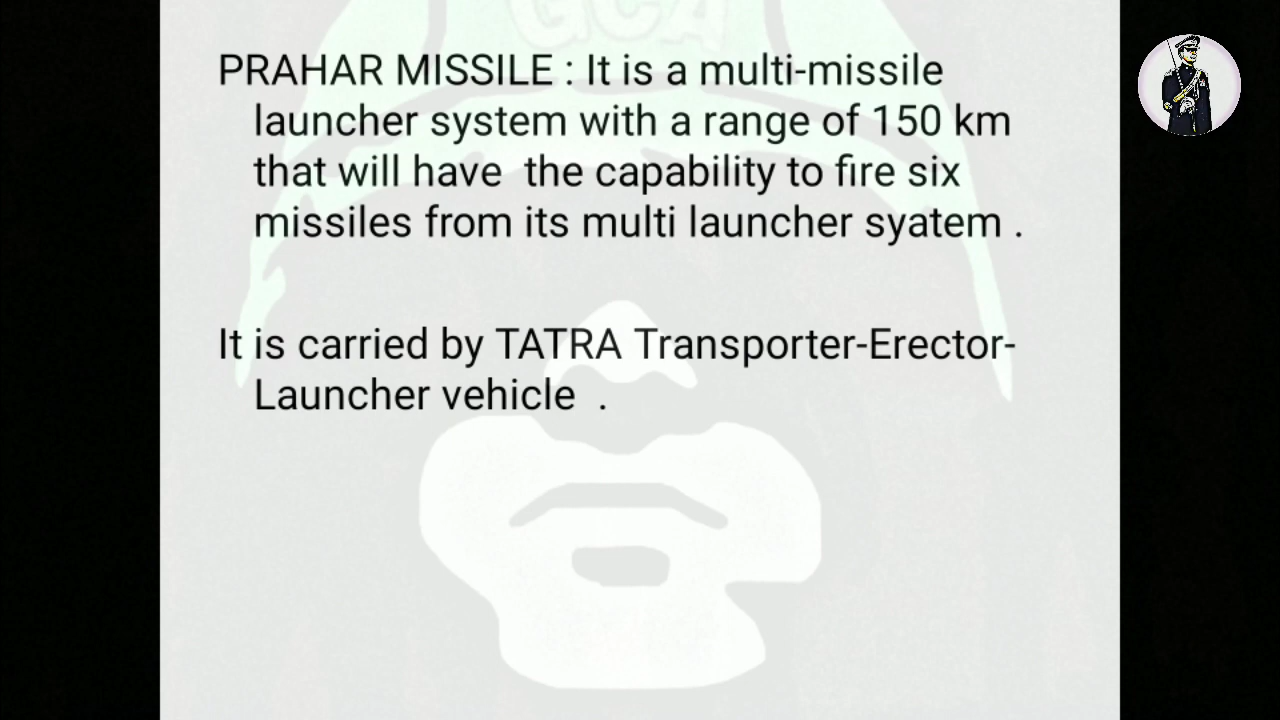 GCA
PRAHAR MISSILE : It is a multi-missile
launcher system with a range of 150 km
that will have  the capability to fire six
missiles from its multi launcher syatem .
It is carried by TATRA Transporter-Erector-
Launcher vehicle  .